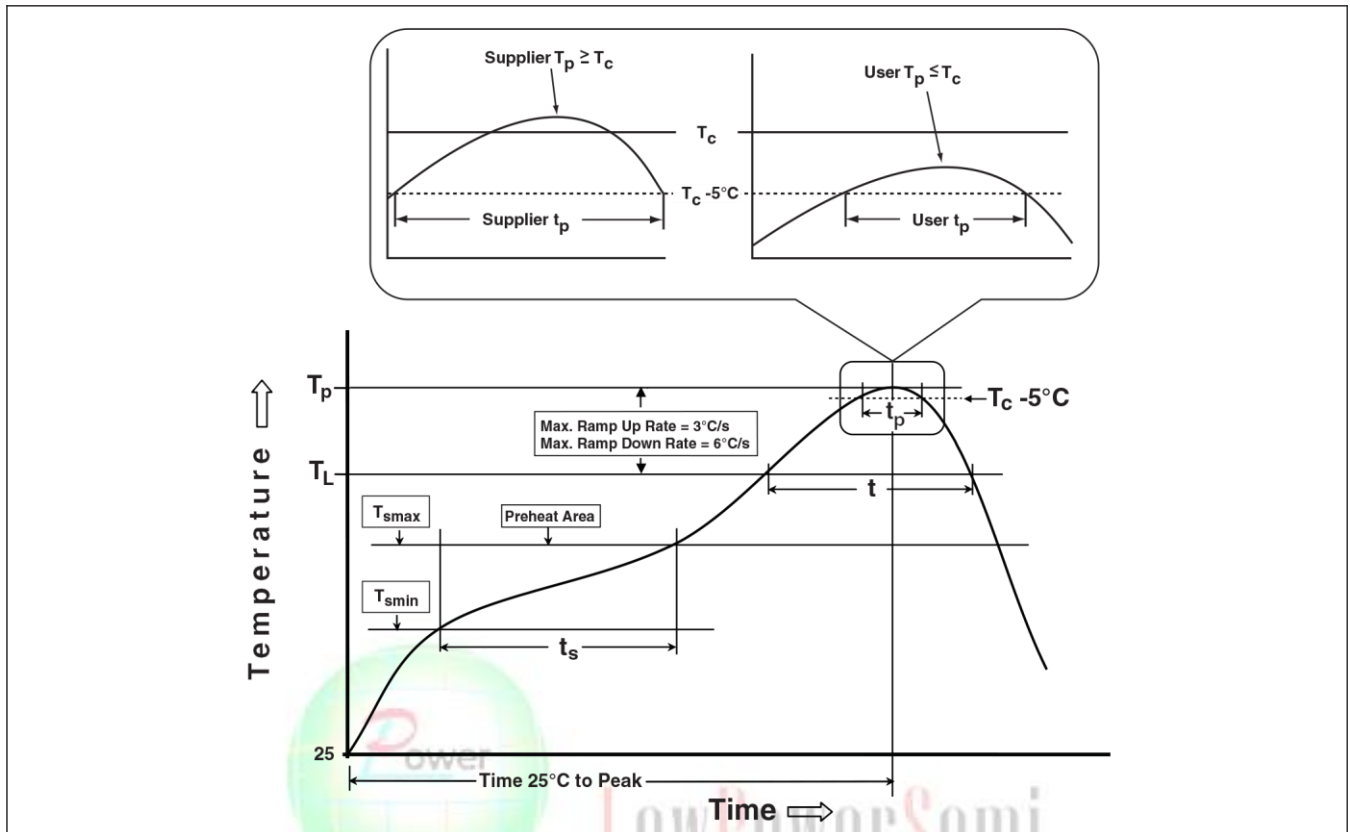 Supplier Tp ≥ Tc
User Tp ≤ Tc
Tc
Tc -5°C
Supplier tp
User tp
Tp
Tc -5°C
tp
Max. Ramp Up Rate = 3°C/s
Max. Ramp Down Rate = 6°C/s
TL
t
Tsmax
Preheat Area
Tsmin
ts
Temperature
25
Power
Time 25°C to Peak
Time
LowPowerSemi